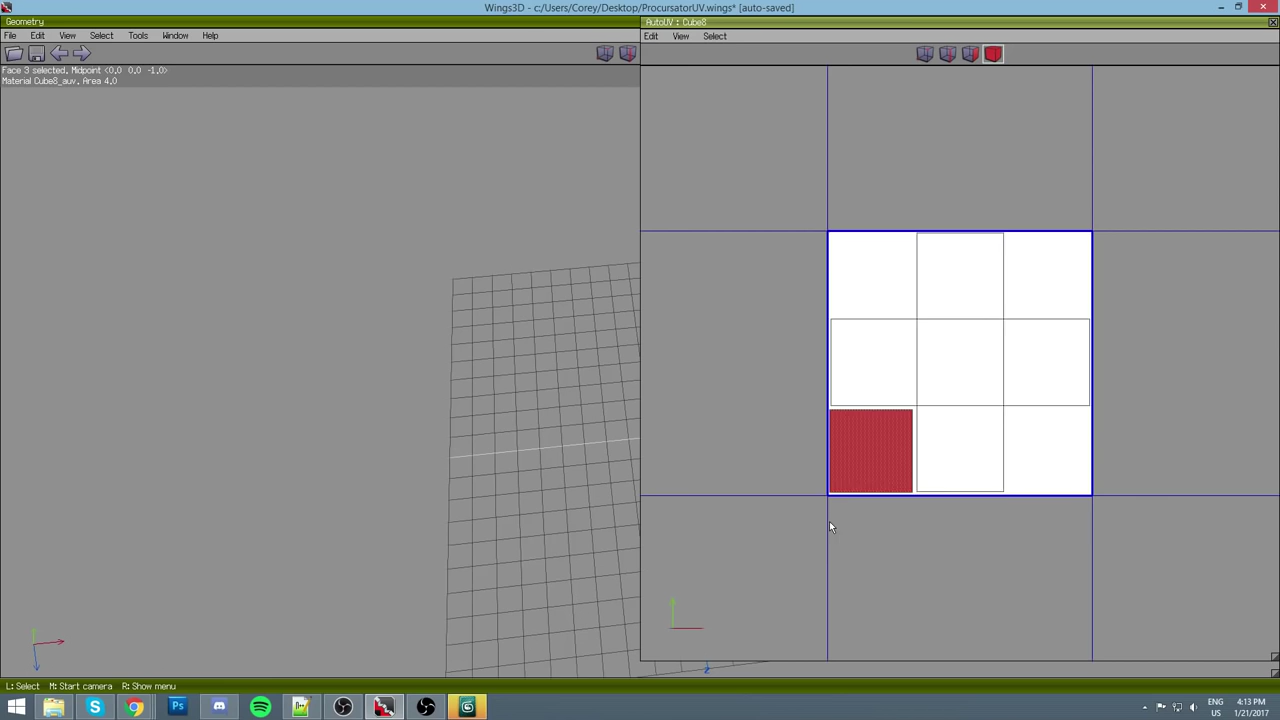 Wings3D - c:/Users/Corey/Desktop/ProcursatorUV.wings* [auto-saved]
Geometry
AutoUV : Cube8
File Edit View Select Tools Window Help
Edit View Select
Face 3 selected. Midpoint <0.0 0.0 -1.0>
Material Cube8_auv. Area 4.0
Z
L: Select M: Start camera R: Show menu
Ps
ENG
4:13 PM
US
1/21/2017